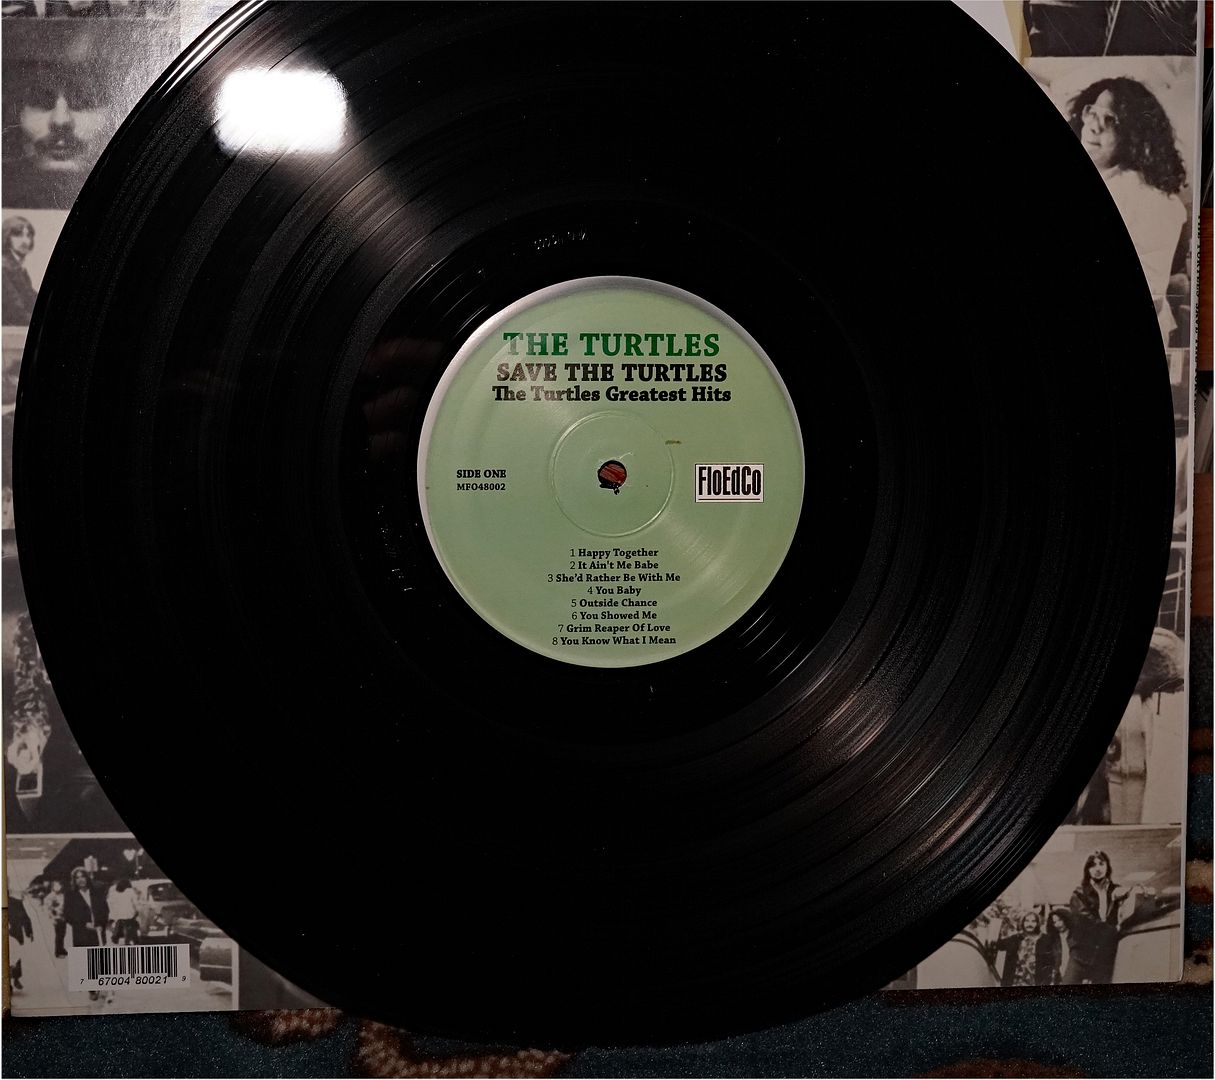 THE TURTLES
SAVE THE TURTLES
The Turtles Greatest Hits
SIDE ONE
MFO48002
FloEdCo
1 Happy Together
2 It Ain't Me Babe
3 She'd Rather Be With Me
4 You Baby
5 Outside Chance
6 You Showed Me
7 Grim Reaper Of Love
8 You Know What I Mean
7 67004 80021 9